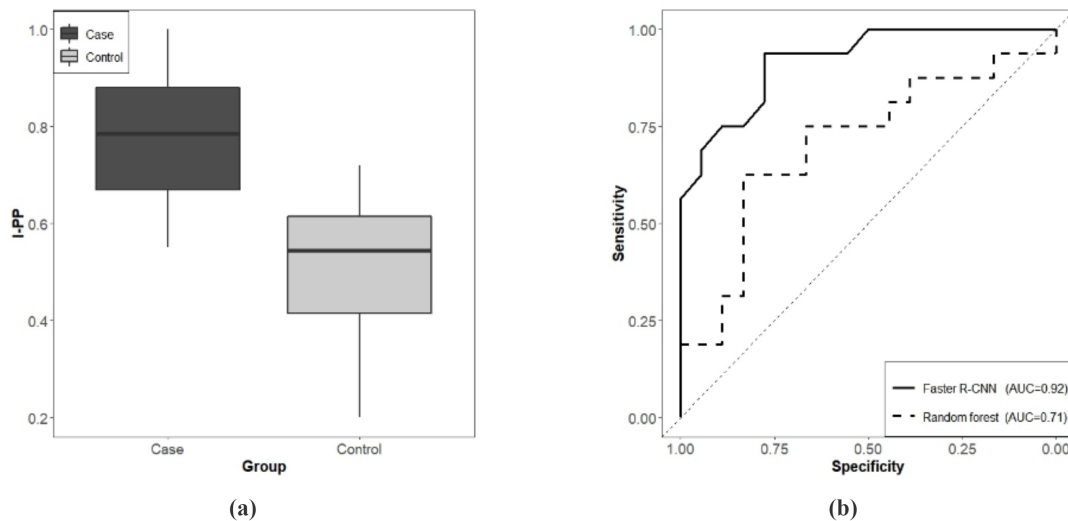 Case
Control
1.0
0.8
0.6
0.4
0.2
I-PP
Case
Control
Group
(a)
1.00
0.75
0.50
0.25
0.00
Sensitivity
Faster R-CNN (AUC=0.92)
Random forest (AUC=0.71)
1.00
0.75
0.50
0.25
0.00
Specificity
(b)